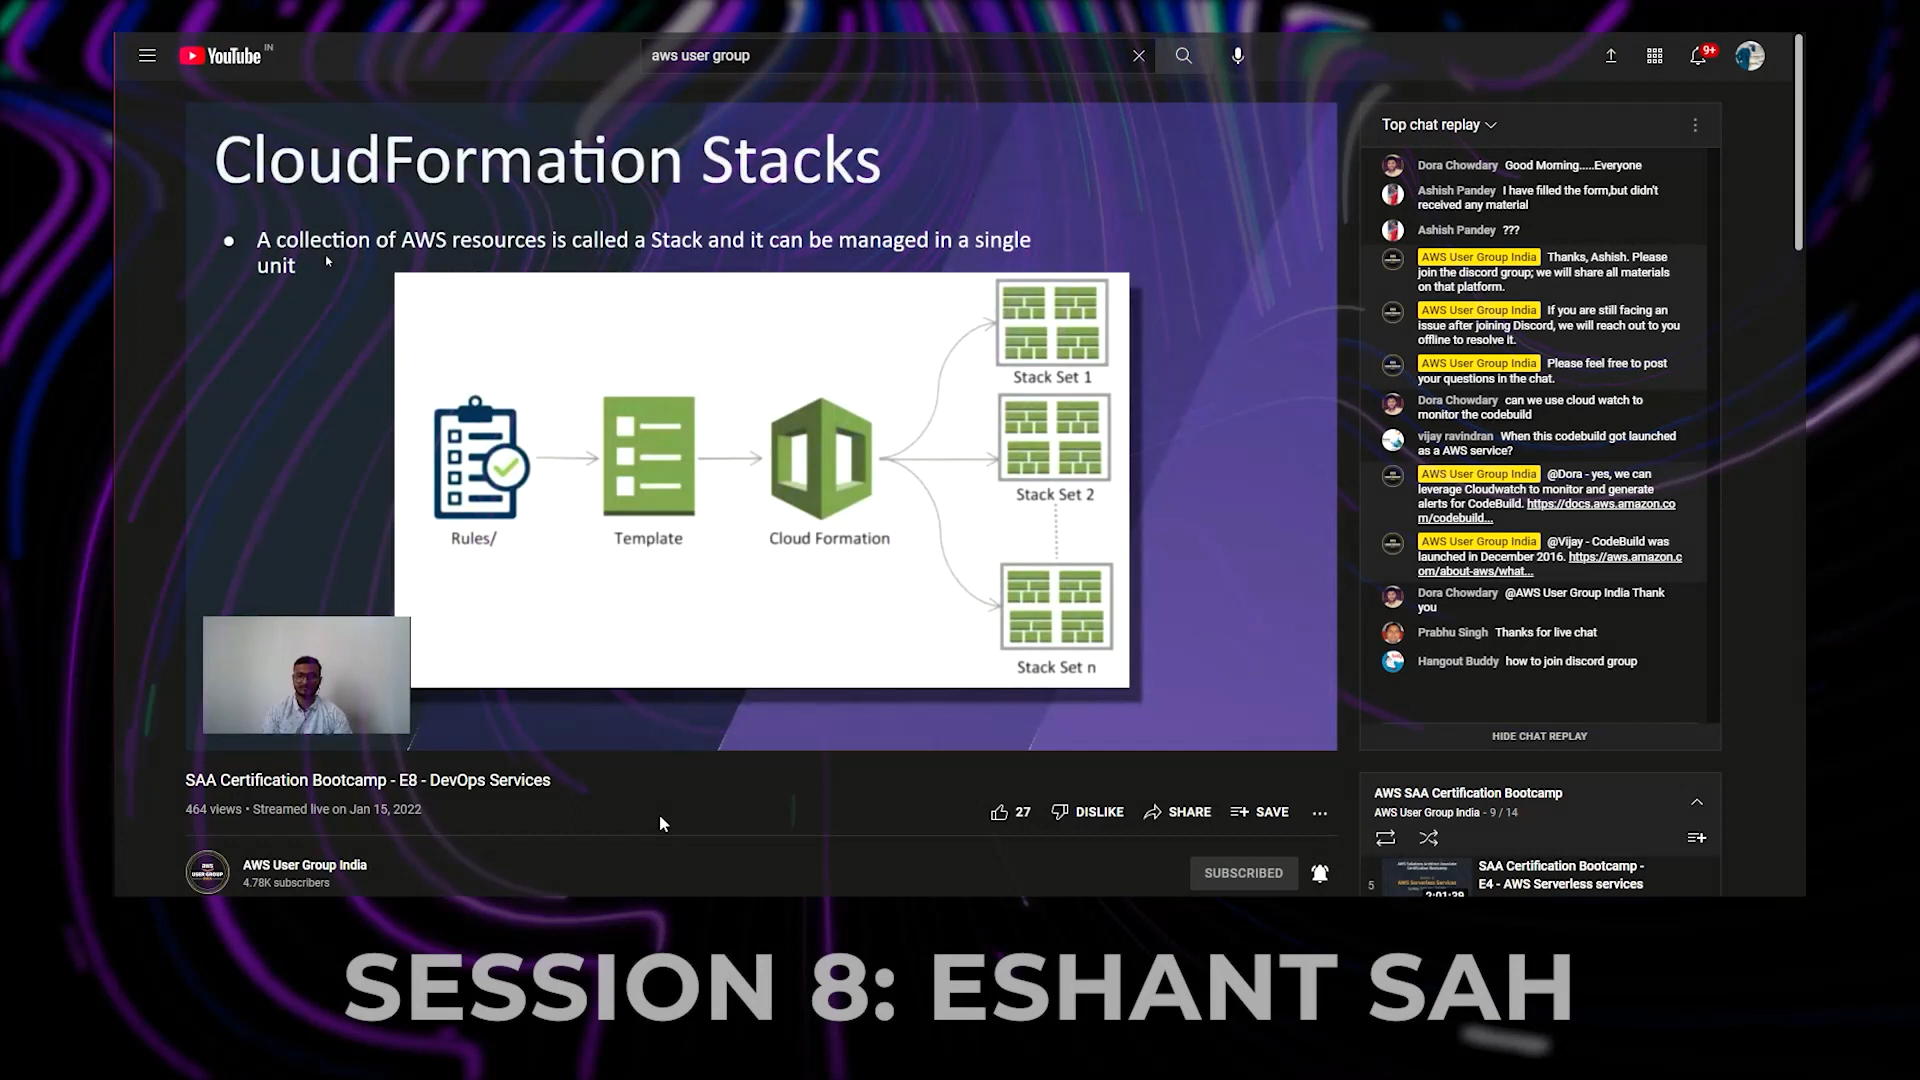 YouTube IN
aws user group
9+
CloudFormation Stacks
● A collection of AWS resources is called a Stack and it can be managed in a single
unit
Rules/
Template
Cloud Formation
Stack Set 1
Stack Set 2
Stack Set n
Top chat replay
Dora Chowdary Good Morning.....Everyone
Ashish Pandey I have filled the form,but didn't
received any material
Ashish Pandey ???
AWS User Group India Thanks, Ashish. Please
join the discord group; we will share all materials
on that platform.
AWS User Group India If you are still facing an
issue after joining Discord, we will reach out to you
offline to resolve it.
AWS User Group India Please feel free to post
your questions in the chat.
Dora Chowdary can we use cloud watch to
monitor the codebuild
vijay ravindran When this codebuild got launched
as a AWS service?
AWS User Group India @Dora - yes, we can
leverage Cloudwatch to monitor and generate
alerts for CodeBuild. https://docs.aws.amazon.co
m/codebuild...
AWS User Group India @Vijay - CodeBuild was
launched in December 2016. https://aws.amazon.c
om/about-aws/what...
Dora Chowdary @AWS User Group India Thank
you
Prabhu Singh Thanks for live chat
Hangout Buddy how to join discord group
HIDE CHAT REPLAY
SAA Certification Bootcamp - E8 - DevOps Services
464 views • Streamed live on Jan 15, 2022
27 DISLIKE SHARE SAVE
aws
USER GROUP
AWS User Group India
4.78K subscribers
SUBSCRIBED
AWS SAA Certification Bootcamp
AWS User Group India - 9 / 14
5
2:01:39
SAA Certification Bootcamp -
E4 - AWS Serverless services
SESSION 8: ESHANT SAH